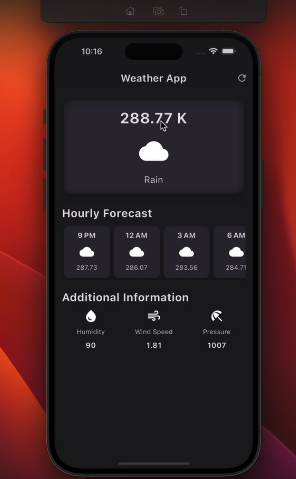 10:16
Weather App
288.77 K
Rain
Hourly Forecast
9 PM 12 AM 3 AM 6 AM
287.73 286.07 283.56 284.71
Additional Information
Humidity Wind Speed Pressure
90 1.81 1007